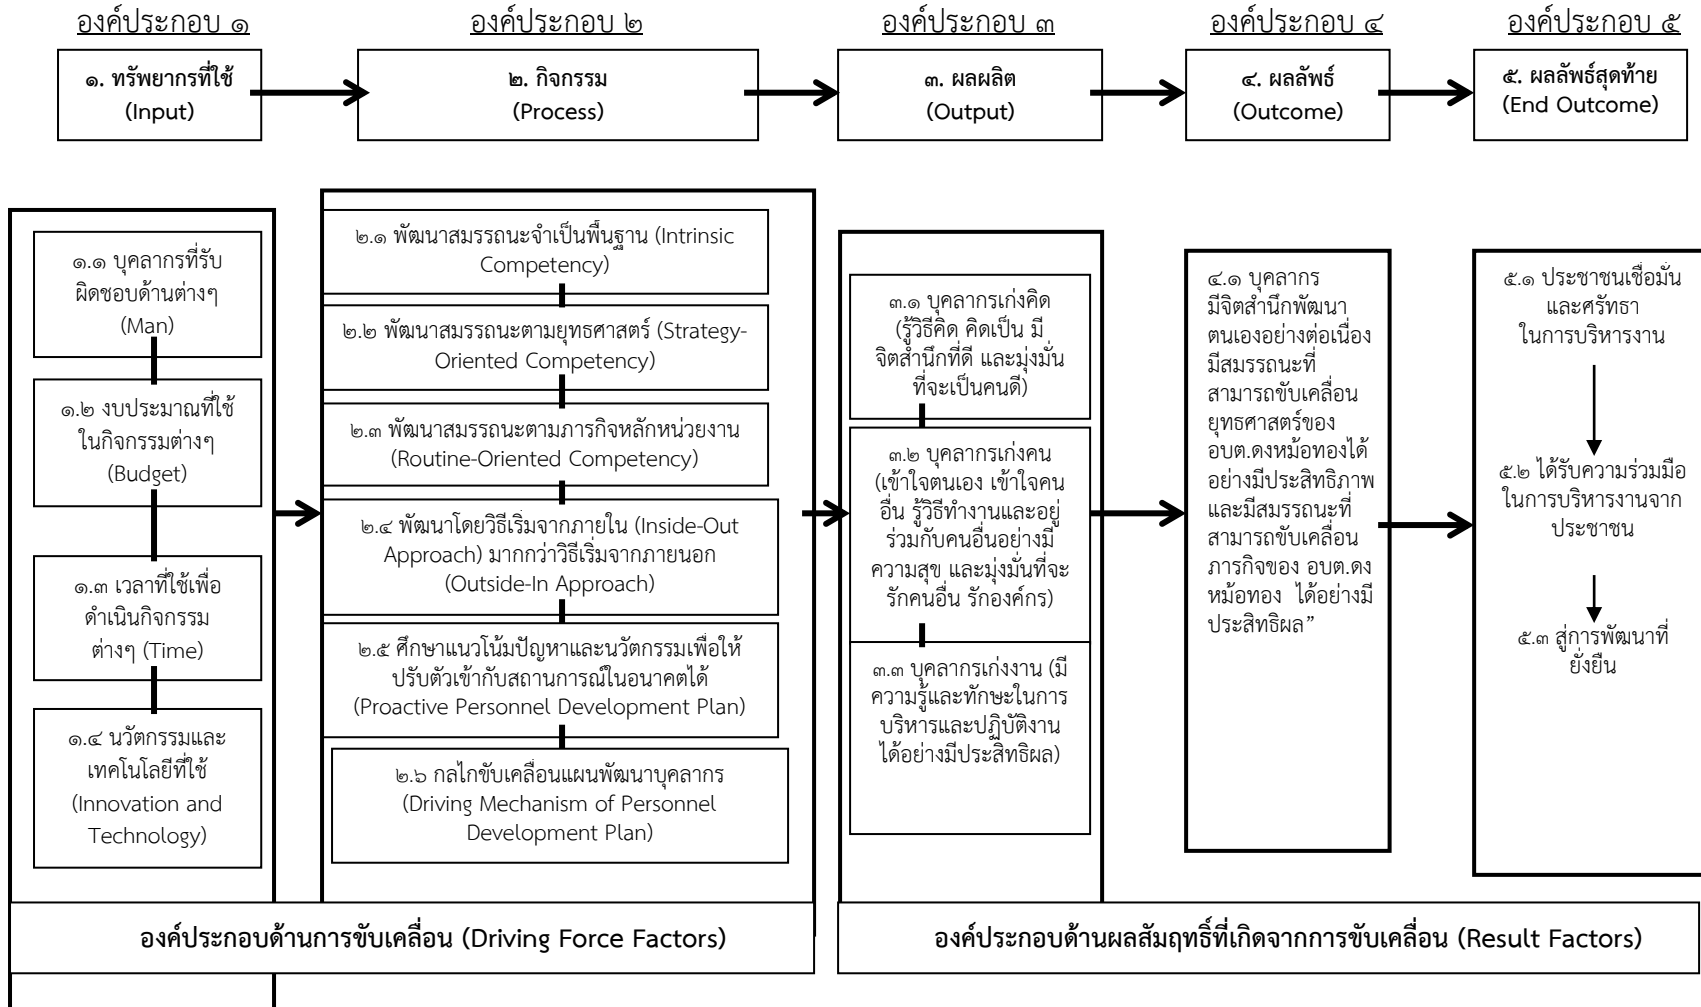 องค์ประกอบ ๑
องค์ประกอบ ๒
องค์ประกอบ ๓
องค์ประกอบ ๔
องค์ประกอบ ๕
๑. ทรัพยากรที่ใช้
(Input)
๒. กิจกรรม
(Process)
๓. ผลผลิต
(Output)
๔. ผลลัพธ์
(Outcome)
๕. ผลลัพธ์สุดท้าย
(End Outcome)
๑.๑ บุคลากรที่รับ
ผิดชอบด้านต่างๆ
(Man)
๑.๒ งบประมาณที่ใช้
ในกิจกรรมต่างๆ
(Budget)
๑.๓ เวลาที่ใช้เพื่อ
ดำเนินกิจกรรม
ต่างๆ (Time)
๑.๔ นวัตกรรมและ
เทคโนโลยีที่ใช้
(Innovation and
Technology)
๒.๑ พัฒนาสมรรถนะจำเป็นพื้นฐาน (Intrinsic
Competency)
๒.๒ พัฒนาสมรรถนะตามยุทธศาสตร์ (Strategy-
Oriented Competency)
๒.๓ พัฒนาสมรรถนะตามภารกิจหลักหน่วยงาน
(Routine-Oriented Competency)
๒.๔ พัฒนาโดยวิธีเริ่มจากภายใน (Inside-Out
Approach) มากกว่าวิธีเริ่มจากภายนอก
(Outside-In Approach)
๒.๕ ศึกษาแนวโน้มปัญหาและนวัตกรรมเพื่อให้
ปรับตัวเข้ากับสถานการณ์ในอนาคตได้
(Proactive Personnel Development Plan)
๒.๖ กลไกขับเคลื่อนแผนพัฒนาบุคลากร
(Driving Mechanism of Personnel
Development Plan)
๓.๑ บุคลากรเก่งคิด
(รู้วิธีคิด คิดเป็น มี
จิตสำนึกที่ดี และมุ่งมั่น
ที่จะเป็นคนดี)
๓.๒ บุคลากรเก่งคน
(เข้าใจตนเอง เข้าใจคน
อื่น รู้วิธีทำงานและอยู่
ร่วมกับคนอื่นอย่างมี
ความสุข และมุ่งมั่นที่จะ
รักคนอื่น รักองค์กร)
๓.๓ บุคลากรเก่งงาน (มี
ความรู้และทักษะในการ
บริหารและปฏิบัติงาน
ได้อย่างมีประสิทธิผล)
๔.๑ บุคลากร
มีจิตสำนึกพัฒนา
ตนเองอย่างต่อเนื่อง
มีสมรรถนะที่
สามารถขับเคลื่อน
ยุทธศาสตร์ของ
อบต.ดงหม้อทองได้
อย่างมีประสิทธิภาพ
และมีสมรรถนะที่
สามารถขับเคลื่อน
ภารกิจของ อบต.ดง
หม้อทอง ได้อย่างมี
ประสิทธิผล”
๕.๑ ประชาชนเชื่อมั่น
และศรัทธา
ในการบริหารงาน
๕.๒ ได้รับความร่วมมือ
ในการบริหารงานจาก
ประชาชน
๕.๓ สู่การพัฒนาที่
ยั่งยืน
องค์ประกอบด้านการขับเคลื่อน (Driving Force Factors)
องค์ประกอบด้านผลสัมฤทธิ์ที่เกิดจากการขับเคลื่อน (Result Factors)